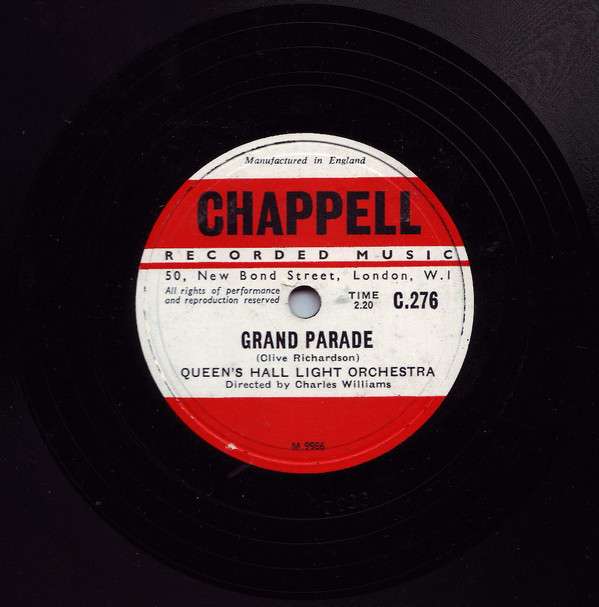 Manufactured in England
CHAPPELL
RECORDED MUSIC
50, New Bond Street, London, W.1
All rights of performance
and reproduction reserved
TIME
2.20
C.276
GRAND PARADE
(Clive Richardson)
QUEEN'S HALL LIGHT ORCHESTRA
Directed by Charles Williams